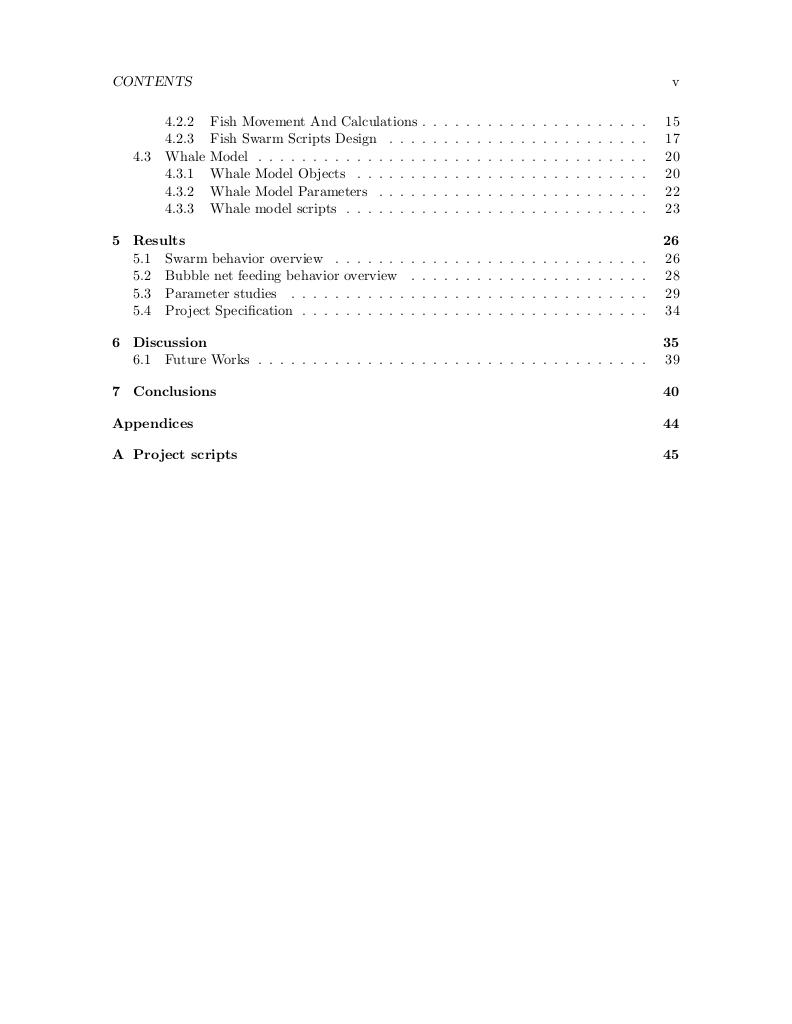 CONTENTS v
4.2.2 Fish Movement And Calculations . . . . . . . . . . . . . . . . . . . . . 15
4.2.3 Fish Swarm Scripts Design . . . . . . . . . . . . . . . . . . . . . . . . 17
4.3 Whale Model . . . . . . . . . . . . . . . . . . . . . . . . . . . . . . . . . . . . 20
4.3.1 Whale Model Objects . . . . . . . . . . . . . . . . . . . . . . . . . . . 20
4.3.2 Whale Model Parameters . . . . . . . . . . . . . . . . . . . . . . . . . 22
4.3.3 Whale model scripts . . . . . . . . . . . . . . . . . . . . . . . . . . . . 23
5 Results 26
5.1 Swarm behavior overview . . . . . . . . . . . . . . . . . . . . . . . . . . . . . 26
5.2 Bubble net feeding behavior overview . . . . . . . . . . . . . . . . . . . . . . 28
5.3 Parameter studies . . . . . . . . . . . . . . . . . . . . . . . . . . . . . . . . . 29
5.4 Project Specification . . . . . . . . . . . . . . . . . . . . . . . . . . . . . . . . 34
6 Discussion 35
6.1 Future Works . . . . . . . . . . . . . . . . . . . . . . . . . . . . . . . . . . . . 39
7 Conclusions 40
Appendices 44
A Project scripts 45